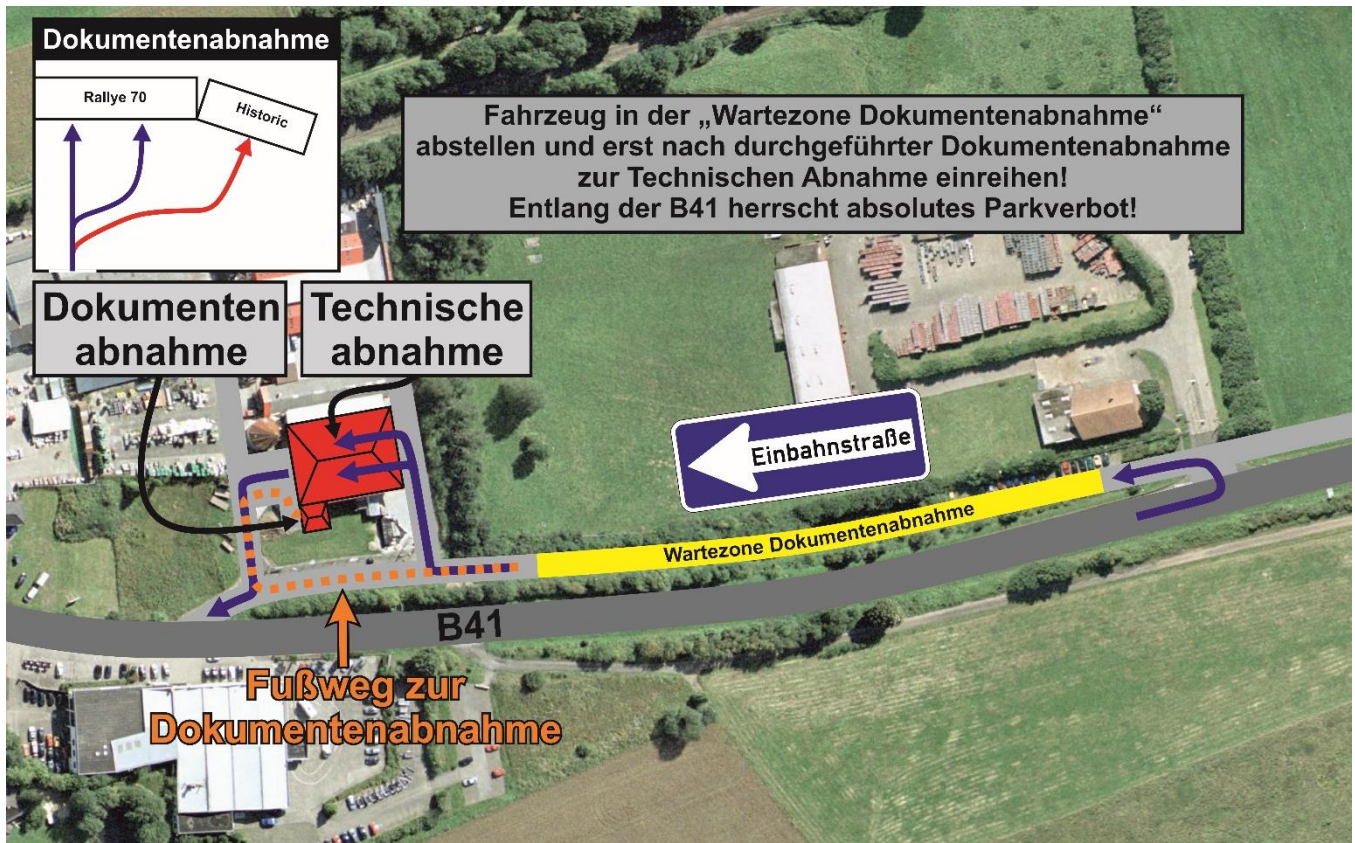 Dokumentenabnahme
Rallye 70
Historic
Fahrzeug in der „Wartezone Dokumentenabnahme“
abstellen und erst nach durchgeführter Dokumentenabnahme
zur Technischen Abnahme einreihen!
Entlang der B41 herrscht absolutes Parkverbot!
Dokumenten
abnahme
Technische
abnahme
Einbahnstraße
Wartezone Dokumentenabnahme
B41
Fußweg zur
Dokumentenabnahme